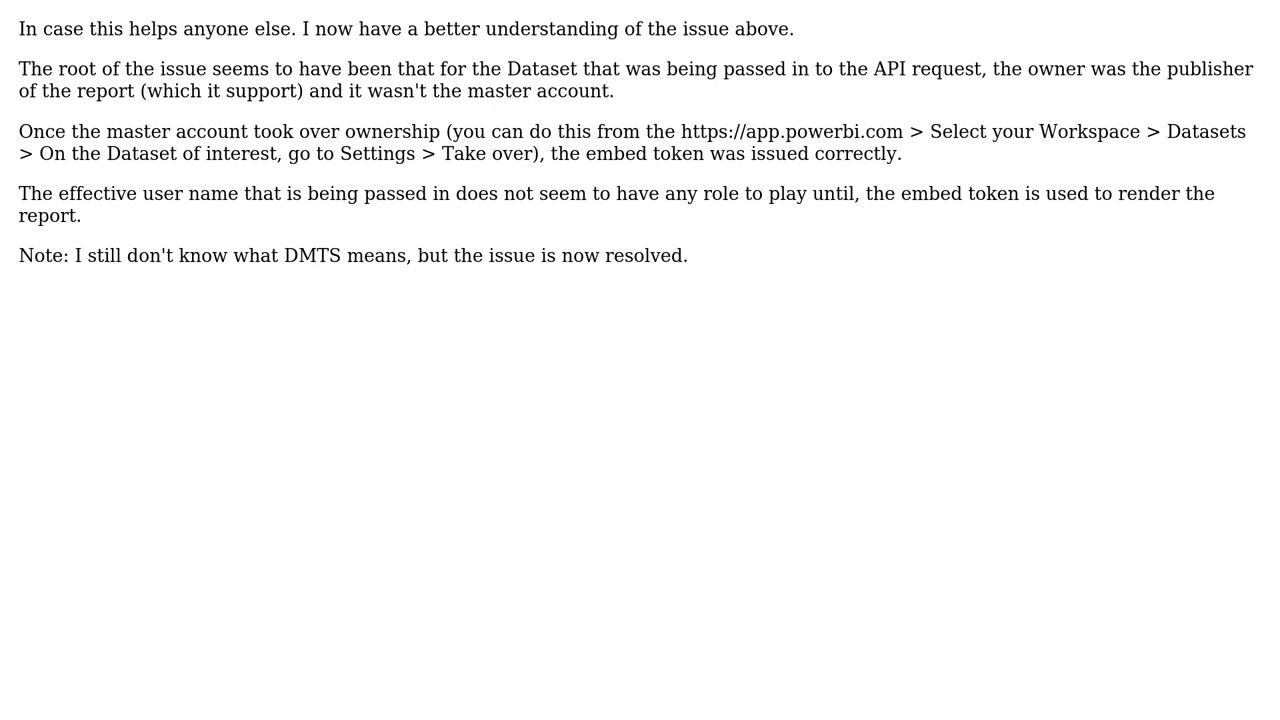 In case this helps anyone else. I now have a better understanding of the issue above.
The root of the issue seems to have been that for the Dataset that was being passed in to the API request, the owner was the publisher
of the report (which it support) and it wasn't the master account.
Once the master account took over ownership (you can do this from the https://app.powerbi.com > Select your Workspace > Datasets
> On the Dataset of interest, go to Settings > Take over), the embed token was issued correctly.
The effective user name that is being passed in does not seem to have any role to play until, the embed token is used to render the
report.
Note: I still don't know what DMTS means, but the issue is now resolved.